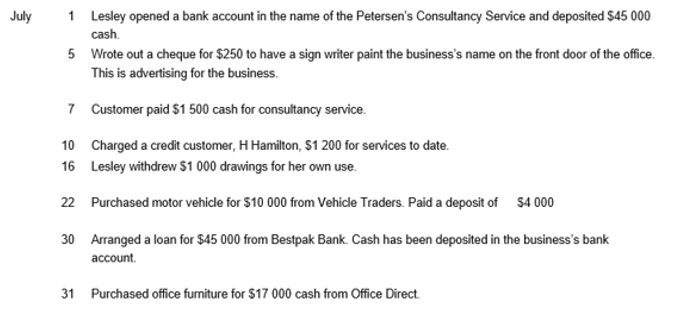 July 1 Lesley opened a bank account in the name of the Petersen's Consultancy Service and deposited $45 000
cash.
5 Wrote out a cheque for $250 to have a sign writer paint the business's name on the front door of the office.
This is advertising for the business.
7 Customer paid $1 500 cash for consultancy service.
10 Charged a credit customer, H Hamilton, $1 200 for services to date.
16 Lesley withdrew $1 000 drawings for her own use.
22 Purchased motor vehicle for $10 000 from Vehicle Traders. Paid a deposit of $4 000
30 Arranged a loan for $45 000 from Bestpak Bank. Cash has been deposited in the business's bank
account.
31 Purchased office furniture for $17 000 cash from Office Direct.